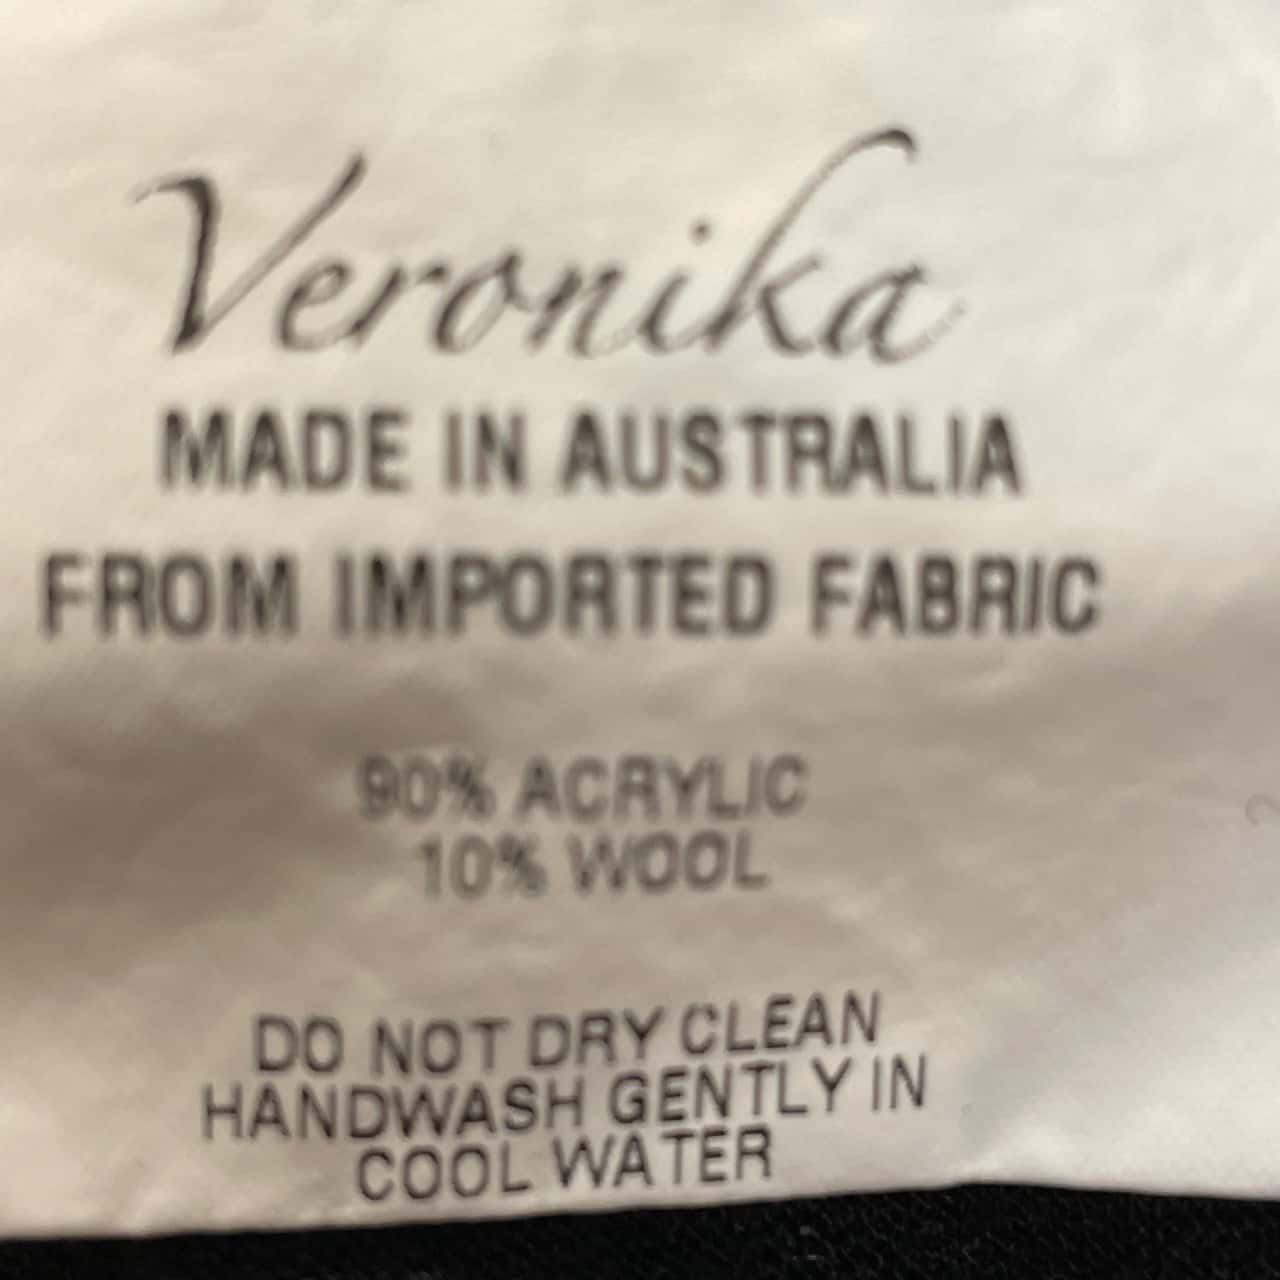 Veronika
MADE IN AUSTRALIA
FROM IMPORTED FABRIC
90% ACRYLIC
10% WOOL
DO NOT DRY CLEAN
HANDWASH GENTLY IN
COOL WATER